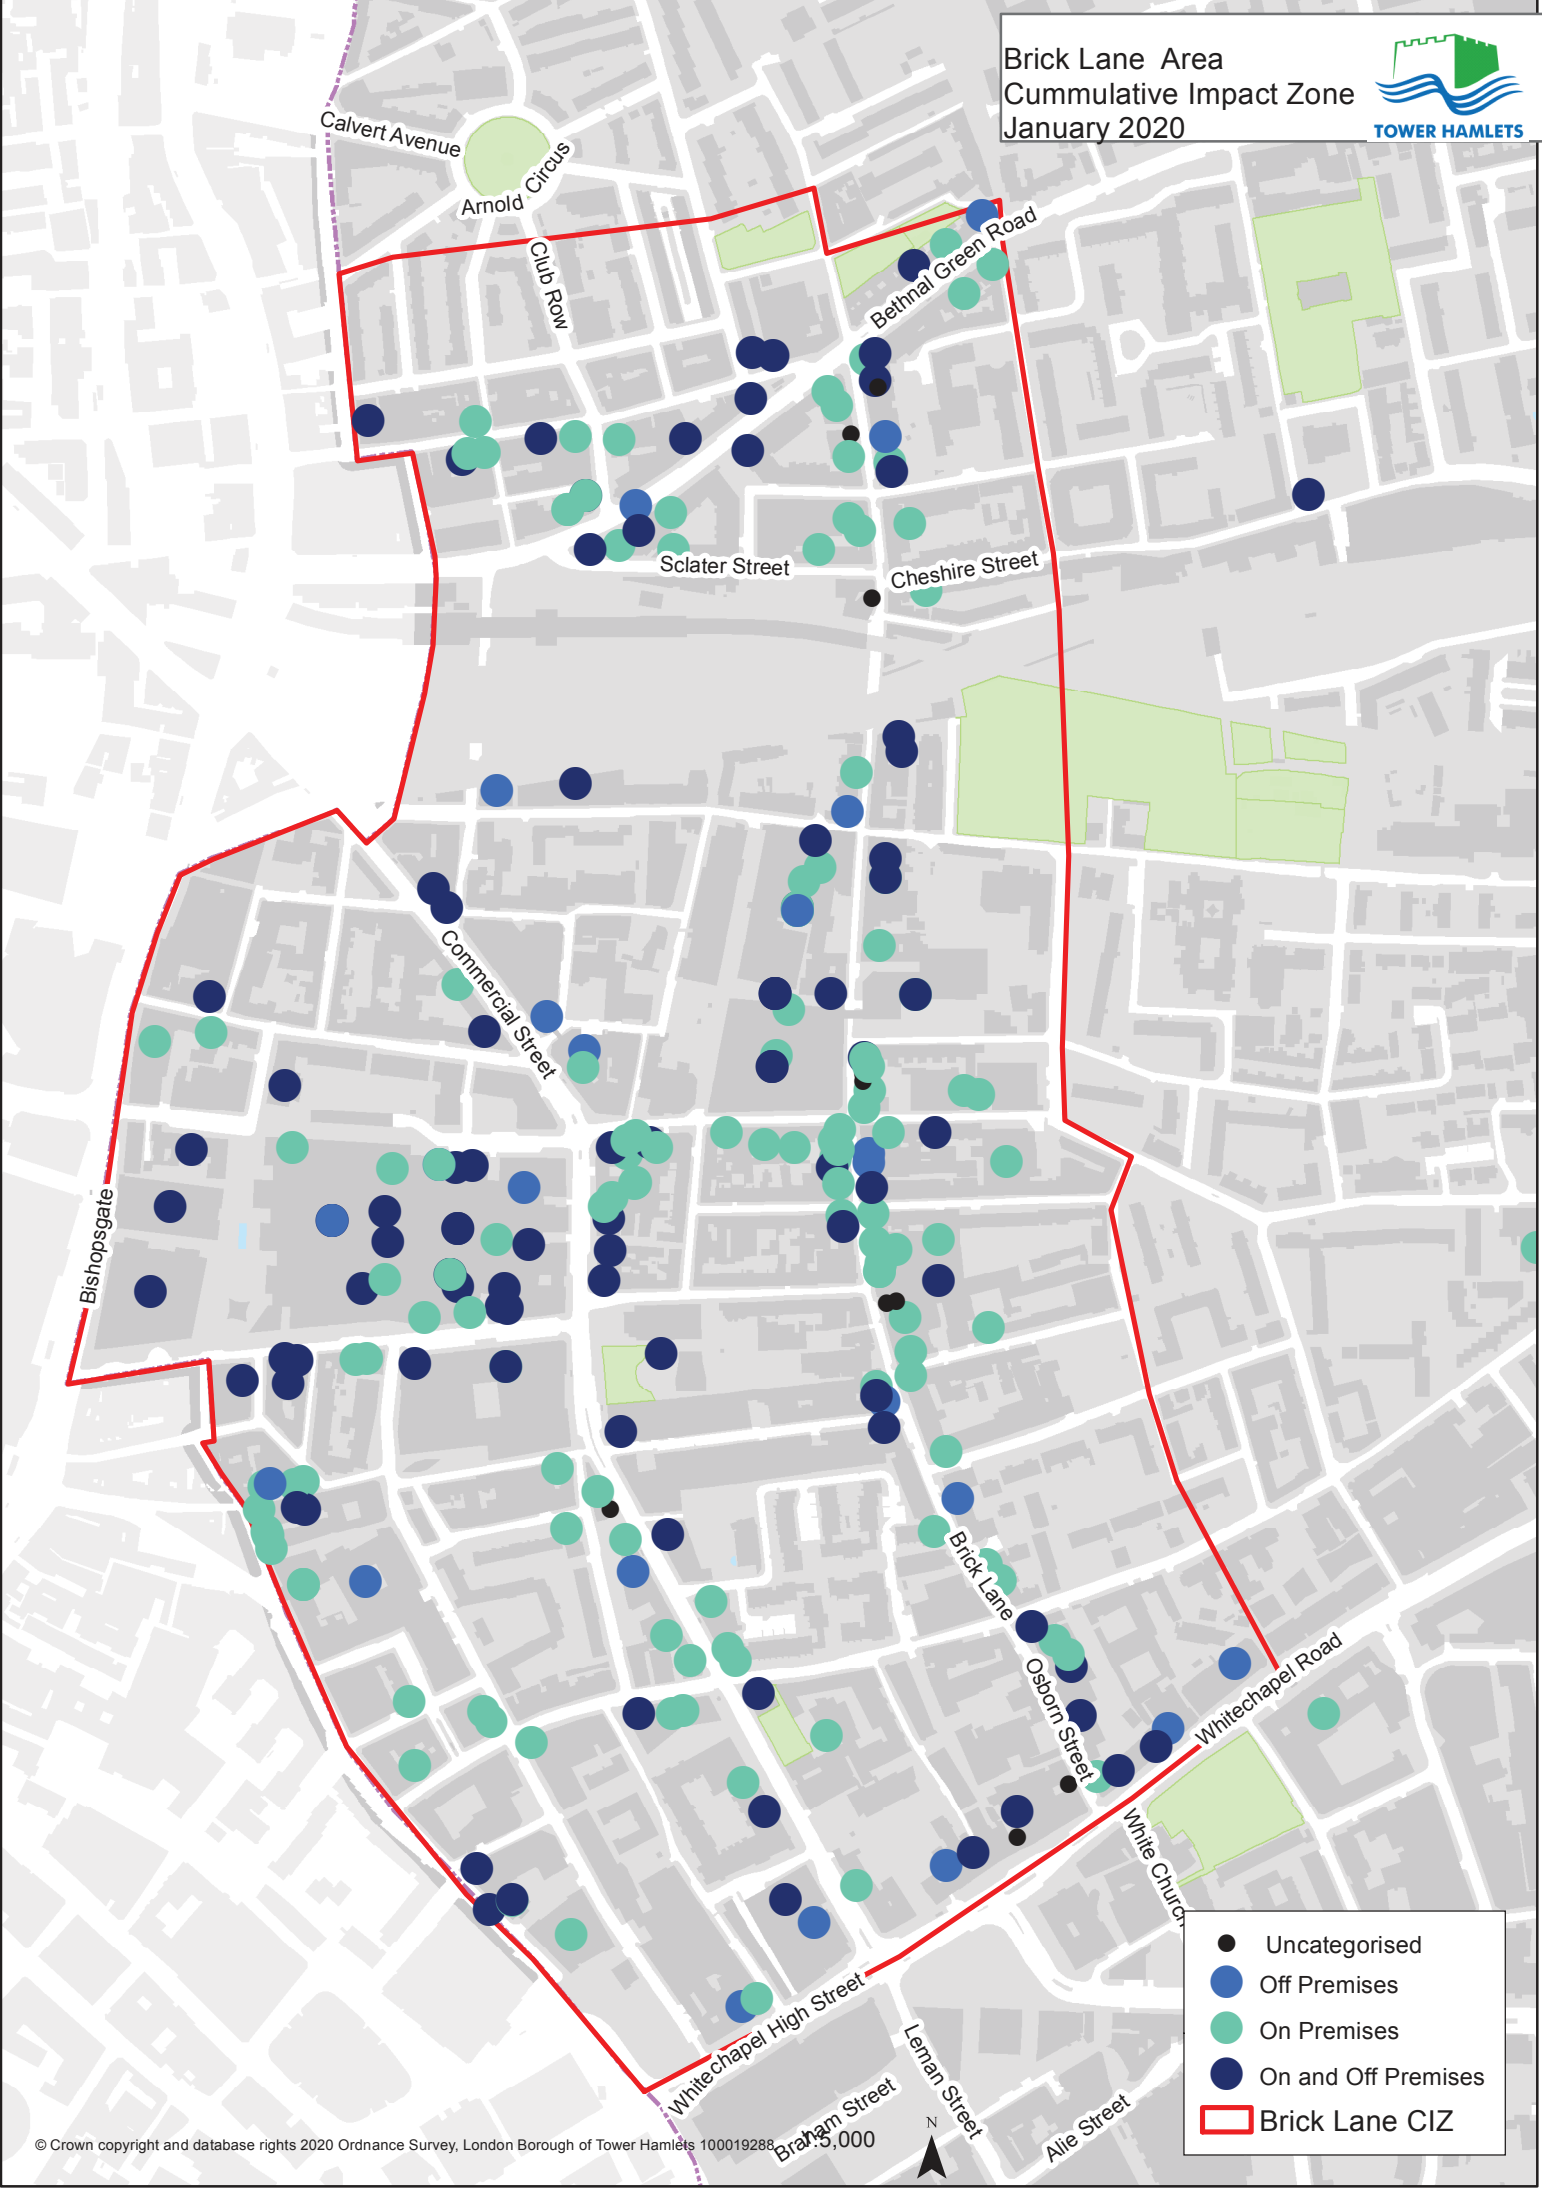 Brick Lane Area
Cummulative Impact Zone
January 2020
TOWER HAMLETS
Calvert Avenue
Arnold Circus
Club Row
Bethnal Green Road
Sclater Street
Cheshire Street
Commercial Street
Bishopsgate
Brick Lane
Osborn Street
Whitechapel Road
White Church
Whitechapel High Street
Leman Street
Braham Street
Alie Street
Uncategorised
Off Premises
On Premises
On and Off Premises
Brick Lane CIZ
N
© Crown copyright and database rights 2020 Ordnance Survey, London Borough of Tower Hamlets 100019288
1:5,000